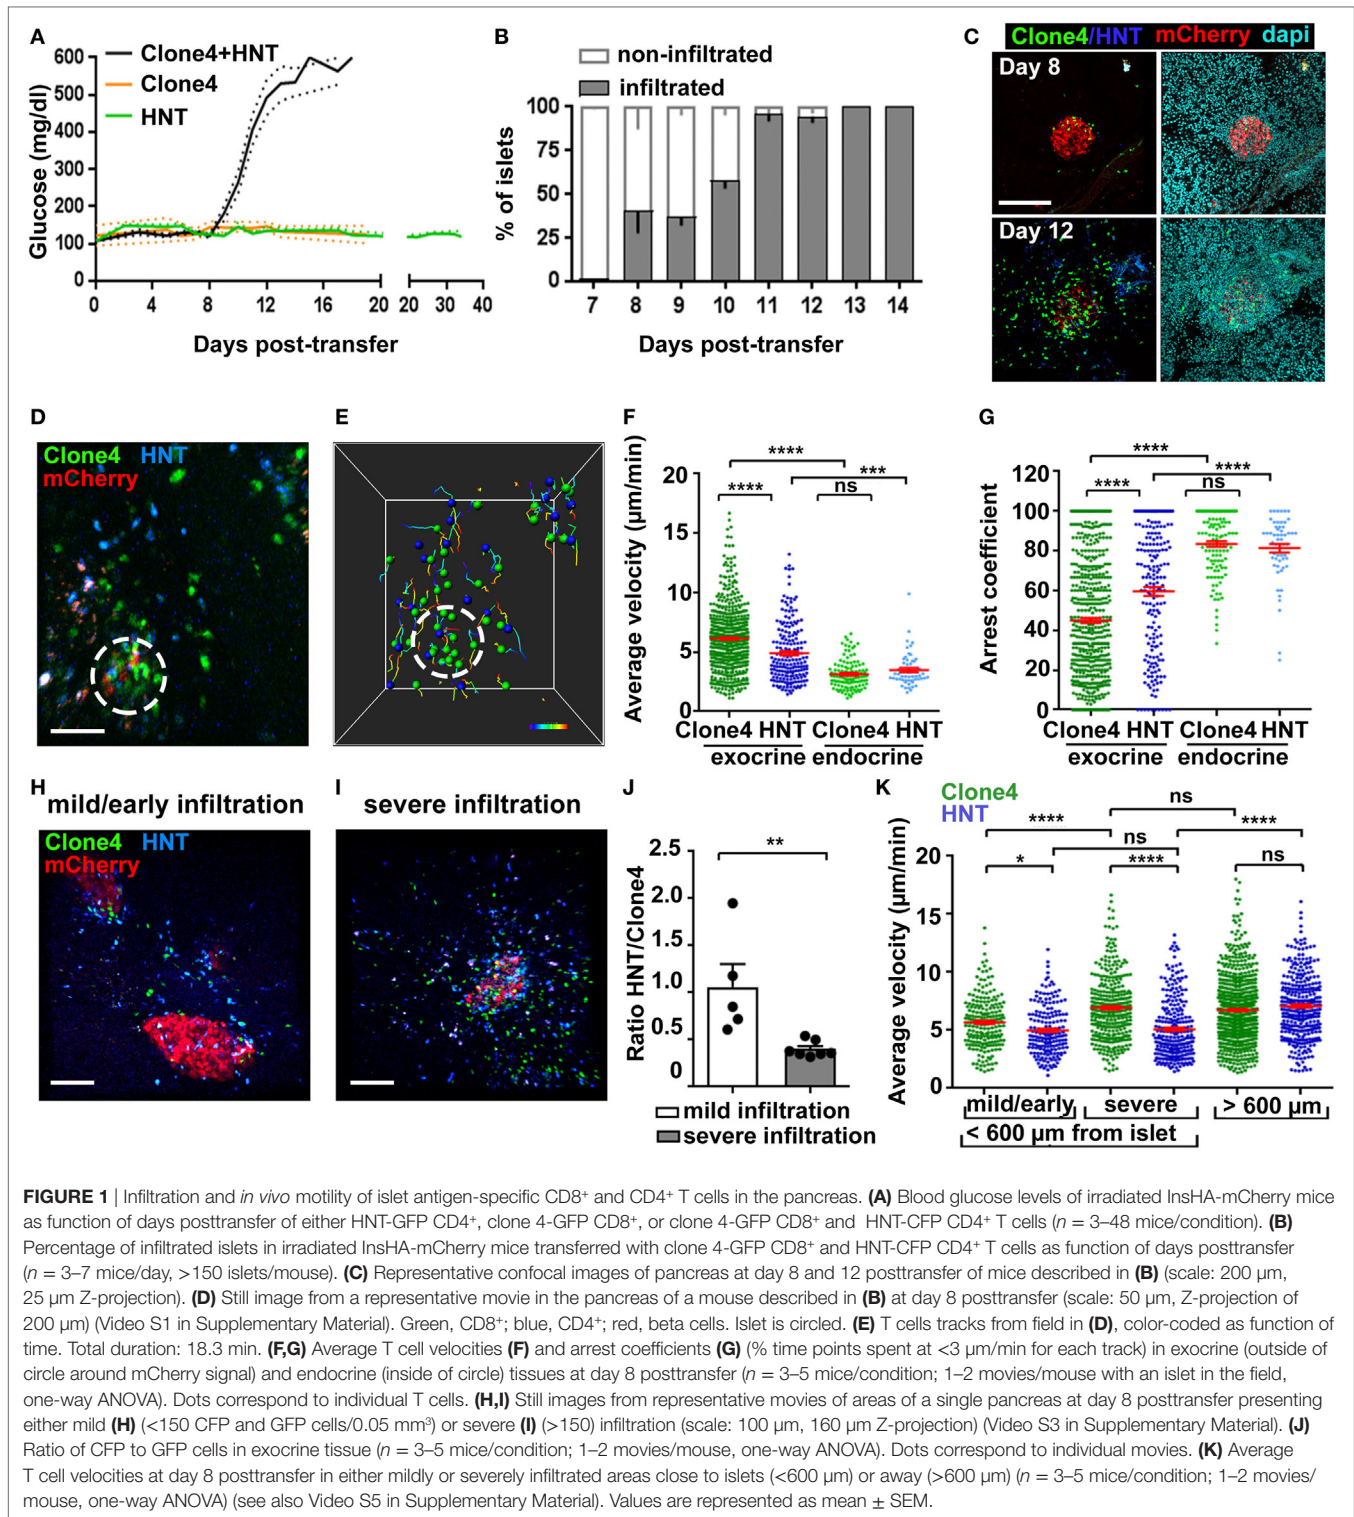 A
Clone4+HNT
Clone4
HNT
Glucose (mg/dl)
600
500
400
300
200
100
0
0 4 8 12 16 20 20 30 40
Days post-transfer
B
non-infiltrated
infiltrated
% of islets
100
75
50
25
0
7 8 9 10 11 12 13 14
Days post-transfer
C
Clone4/HNT mCherry dapi
Day 8
Day 12
D
Clone4 HNT
mCherry
E
F
Average velocity (µm/min)
20
15
10
5
0
**** ***
**** ns
Clone4 HNT Clone4 HNT
exocrine endocrine
G
Arrest coefficient
120
100
80
60
40
20
0
**** ****
**** ns
Clone4 HNT Clone4 HNT
exocrine endocrine
H
mild/early infiltration
Clone4 HNT
mCherry
I
severe infiltration
J
Ratio HNT/Clone4
2.5
2.0
1.5
1.0
0.5
0
**
mild infiltration
severe infiltration
K
Clone4
HNT
Average velocity (µm/min)
20
15
10
5
0
ns
**** ns ****
* **** ns
mild/early severe > 600 µm
< 600 µm from islet
FIGURE 1 | Infiltration and in vivo motility of islet antigen-specific CD8⁺ and CD4⁺ T cells in the pancreas. (A) Blood glucose levels of irradiated InsHA-mCherry mice
as function of days posttransfer of either HNT-GFP CD4⁺, clone 4-GFP CD8⁺, or clone 4-GFP CD8⁺ and HNT-CFP CD4⁺ T cells (n = 3–48 mice/condition). (B)
Percentage of infiltrated islets in irradiated InsHA-mCherry mice transferred with clone 4-GFP CD8⁺ and HNT-CFP CD4⁺ T cells as function of days posttransfer
(n = 3–7 mice/day, >150 islets/mouse). (C) Representative confocal images of pancreas at day 8 and 12 posttransfer of mice described in (B) (scale: 200 µm,
25 µm Z-projection). (D) Still image from a representative movie in the pancreas of a mouse described in (B) at day 8 posttransfer (scale: 50 µm, Z-projection of
200 µm) (Video S1 in Supplementary Material). Green, CD8⁺; blue, CD4⁺; red, beta cells. Islet is circled. (E) T cells tracks from field in (D), color-coded as function of
time. Total duration: 18.3 min. (F,G) Average T cell velocities (F) and arrest coefficients (G) (% time points spent at <3 µm/min for each track) in exocrine (outside of
circle around mCherry signal) and endocrine (inside of circle) tissues at day 8 posttransfer (n = 3–5 mice/condition; 1–2 movies/mouse with an islet in the field,
one-way ANOVA). Dots correspond to individual T cells. (H,I) Still images from representative movies of areas of a single pancreas at day 8 posttransfer presenting
either mild (H) (<150 CFP and GFP cells/0.05 mm³) or severe (I) (>150) infiltration (scale: 100 µm, 160 µm Z-projection) (Video S3 in Supplementary Material). (J)
Ratio of CFP to GFP cells in exocrine tissue (n = 3–5 mice/condition; 1–2 movies/mouse, one-way ANOVA). Dots correspond to individual movies. (K) Average
T cell velocities at day 8 posttransfer in either mildly or severely infiltrated areas close to islets (<600 µm) or away (>600 µm) (n = 3–5 mice/condition; 1–2 movies/
mouse, one-way ANOVA) (see also Video S5 in Supplementary Material). Values are represented as mean ± SEM.